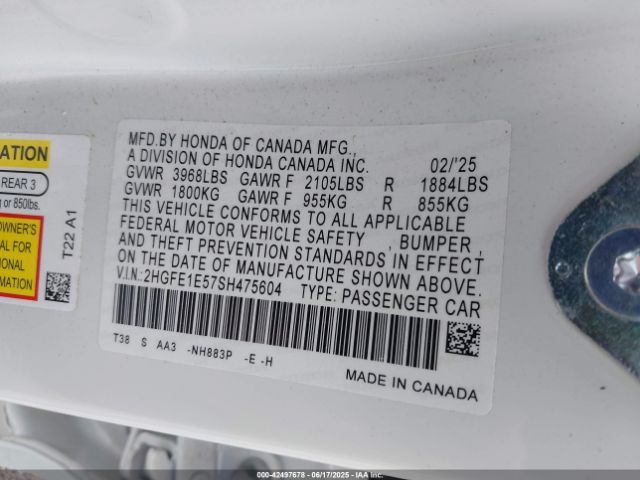 ATION
REAR 3
or 850lbs.
OWNER'S
AL FOR
IONAL
MATION
T22 A1
MFD.BY HONDA OF CANADA MFG.,
A DIVISION OF HONDA CANADA INC. 02/'25
GVWR 3968LBS GAWR F 2105LBS R 1884LBS
GVWR 1800KG GAWR F 955KG R 855KG
THIS VEHICLE CONFORMS TO ALL APPLICABLE
FEDERAL MOTOR VEHICLE SAFETY , BUMPER
AND THEFT PREVENTION STANDARDS IN EFFECT
ON THE DATE OF MANUFACTURE SHOWN ABOVE.
V.I.N: 2HGFE1E57SH475604 TYPE: PASSENGER CAR
T38 S AA3 -NH883P -E -H
MADE IN CANADA
000-42497678 - 06/17/2025 - IAAI.COM